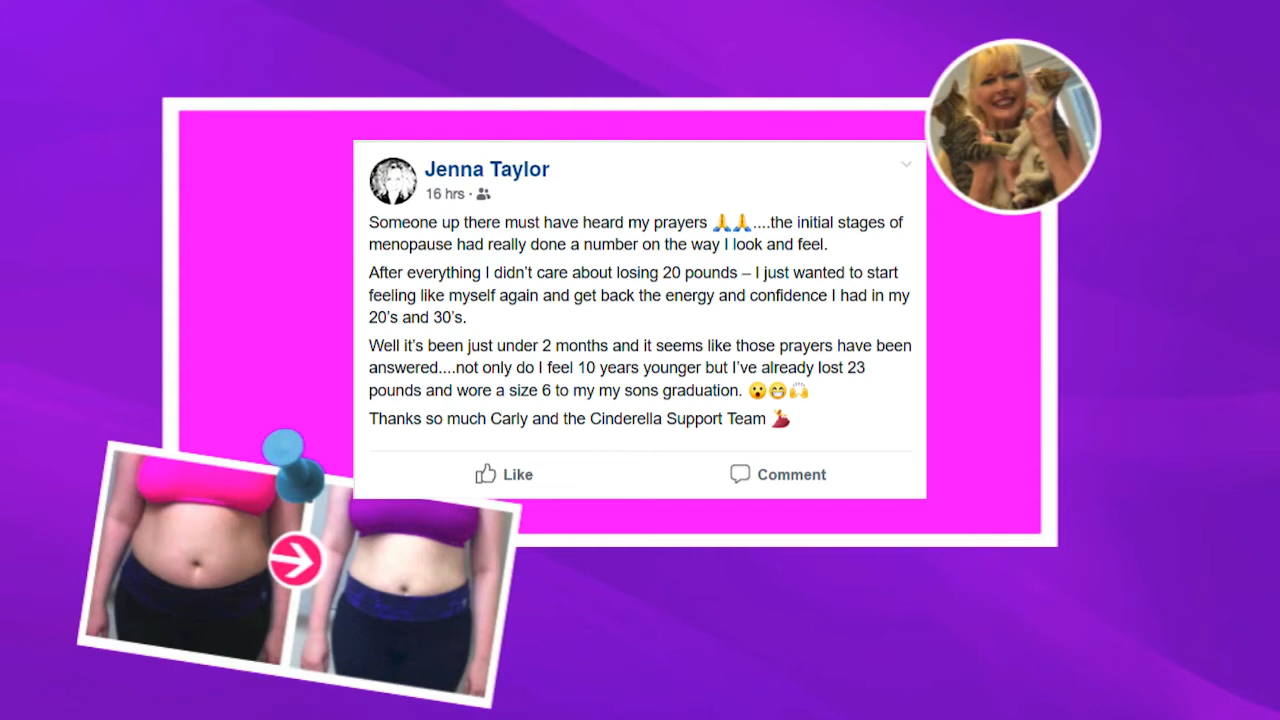 Jenna Taylor
16 hrs ·
Someone up there must have heard my prayers 🙏🙏....the initial stages of
menopause had really done a number on the way I look and feel.
After everything I didn’t care about losing 20 pounds – I just wanted to start
feeling like myself again and get back the energy and confidence I had in my
20’s and 30’s.
Well it’s been just under 2 months and it seems like those prayers have been
answered....not only do I feel 10 years younger but I’ve already lost 23
pounds and wore a size 6 to my my sons graduation. 😮😁🙌
Thanks so much Carly and the Cinderella Support Team 💃
Like
Comment